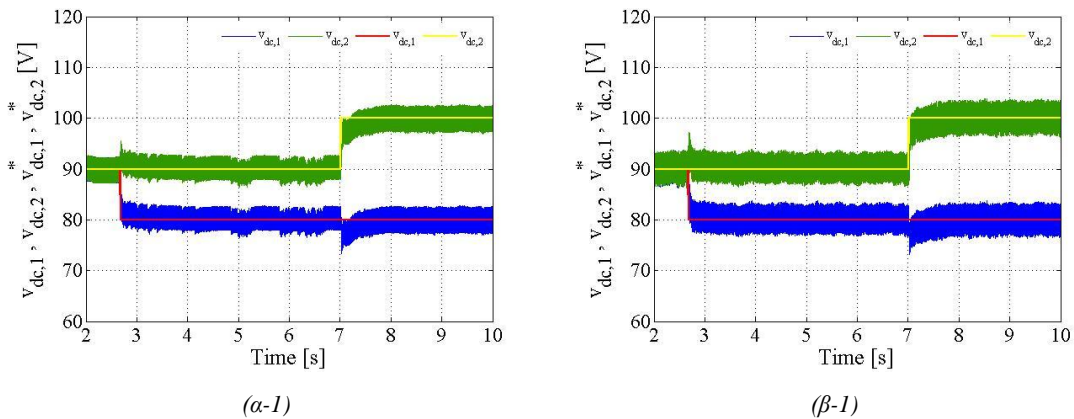 120
110
100
90
80
70
60
v_dc,1 , v_dc,2 , v*_dc,1 , v*_dc,2 [V]
v_dc,1 v_dc,2 v_dc,1 v_dc,2
2 3 4 5 6 7 8 9 10
Time [s]
(α-1)
120
110
100
90
80
70
60
v_dc,1 , v_dc,2 , v*_dc,1 , v*_dc,2 [V]
v_dc,1 v_dc,2 v_dc,1 v_dc,2
2 3 4 5 6 7 8 9 10
Time [s]
(β-1)